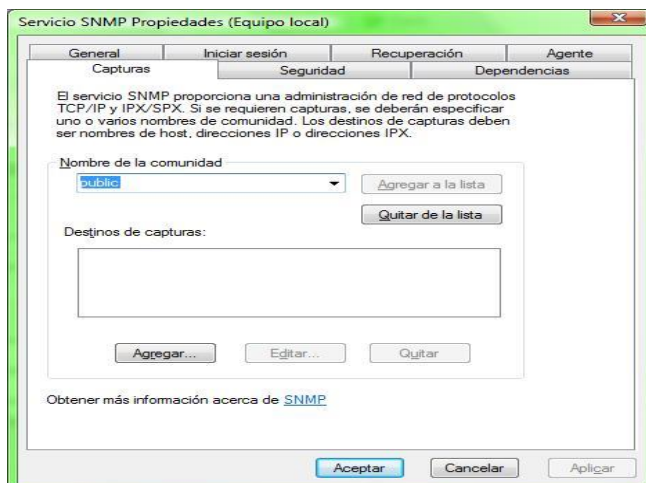 Servicio SNMP Propiedades (Equipo local)
General Iniciar sesión Recuperación Agente
Capturas Seguridad Dependencias
El servicio SNMP proporciona una administración de red de protocolos
TCP/IP y IPX/SPX. Si se requieren capturas, se deberán especificar
uno o varios nombres de comunidad. Los destinos de capturas deben
ser nombres de host, direcciones IP o direcciones IPX.
Nombre de la comunidad
public
Agregar a la lista
Quitar de la lista
Destinos de capturas:
Agregar... Editar... Quitar
Obtener más información acerca de SNMP
Aceptar Cancelar Aplicar